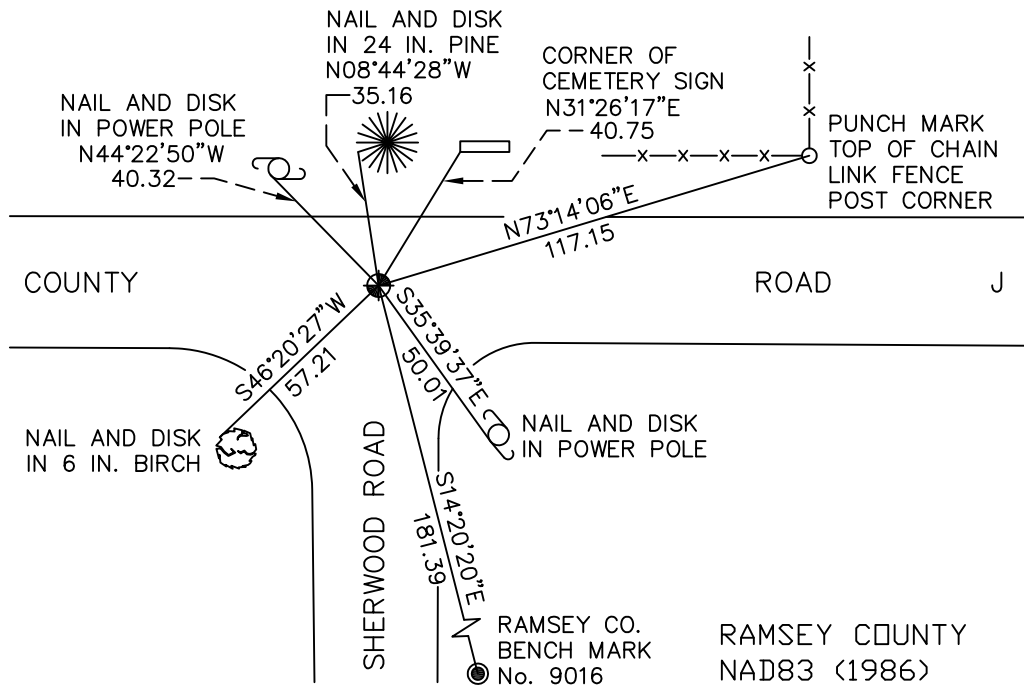 NAIL AND DISK
IN 24 IN. PINE
N08°44'28"W
35.16
CORNER OF
CEMETERY SIGN
N31°26'17"E
40.75
NAIL AND DISK
IN POWER POLE
N44°22'50"W
40.32
PUNCH MARK
TOP OF CHAIN
LINK FENCE
POST CORNER
N73°14'06"E
117.15
COUNTY ROAD J
S46°20'27"W
57.21
S35°39'37"E
50.01
NAIL AND DISK
IN 6 IN. BIRCH
NAIL AND DISK
IN POWER POLE
SHERWOOD ROAD
S14°20'20"E
181.39
RAMSEY CO.
BENCH MARK
No. 9016
RAMSEY COUNTY
NAD83 (1986)